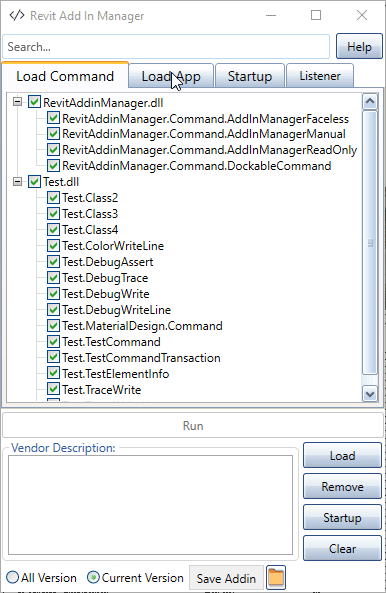 </> Revit Add In Manager
Search...
Help
Load Command
Load App
Startup
Listener
RevitAddinManager.dll
RevitAddinManager.Command.AddInManagerFaceless
RevitAddinManager.Command.AddInManagerManual
RevitAddinManager.Command.AddInManagerReadOnly
RevitAddinManager.Command.DockableCommand
Test.dll
Test.Class2
Test.Class3
Test.Class4
Test.ColorWriteLine
Test.DebugAssert
Test.DebugTrace
Test.DebugWrite
Test.DebugWriteLine
Test.MaterialDesign.Command
Test.TestCommand
Test.TestCommandTransaction
Test.TestElementInfo
Test.TraceWrite
Run
Vendor Description:
Load
Remove
Startup
Clear
All Version
Current Version
Save Addin